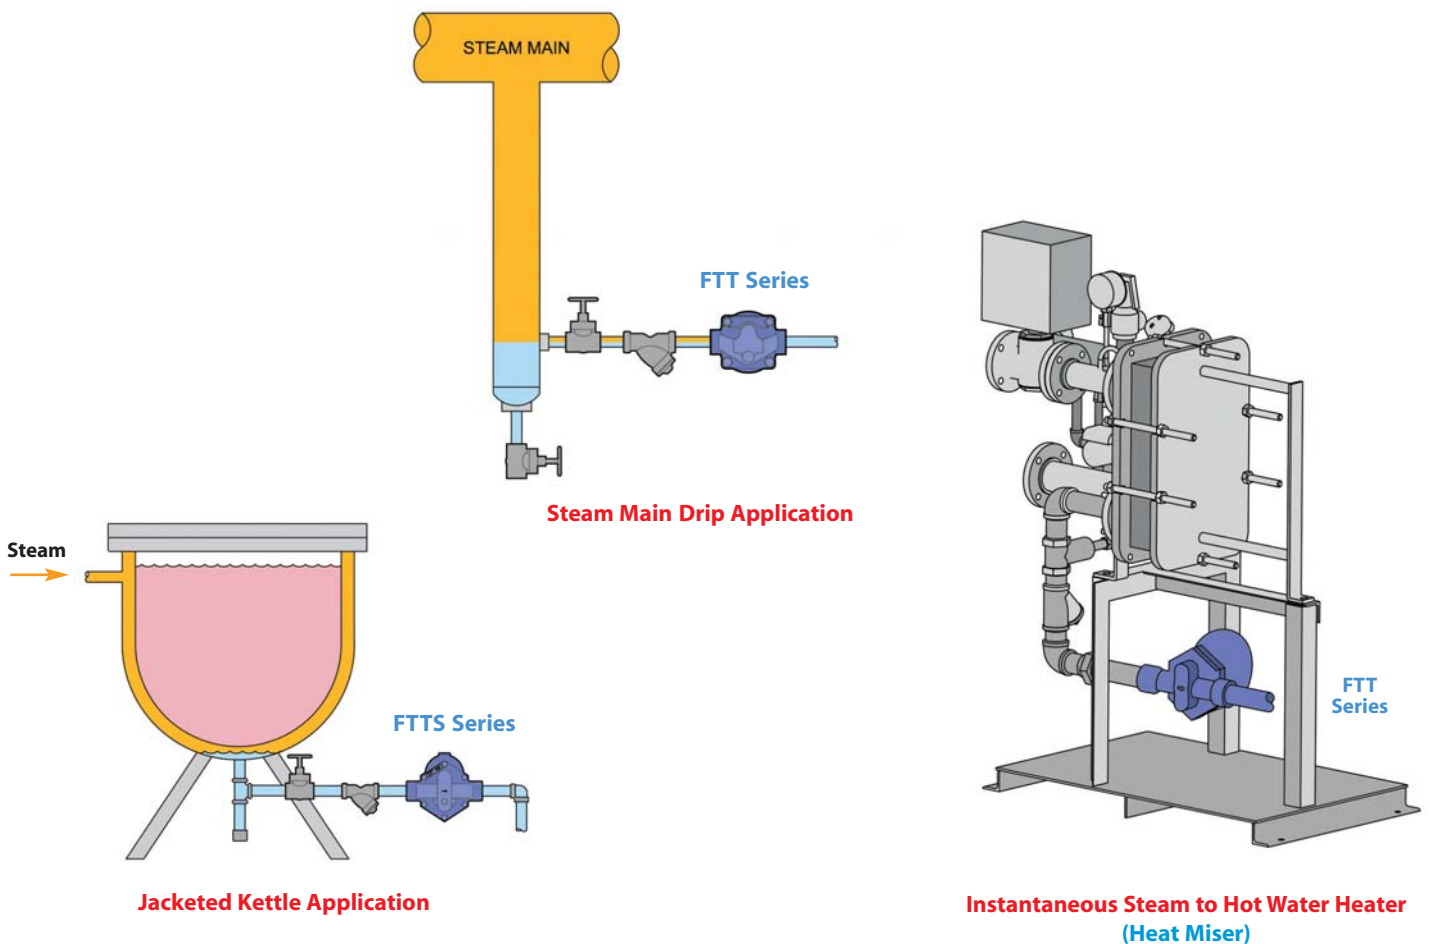 STEAM MAIN
FTT Series
Steam Main Drip Application
Steam
FTTS Series
Jacketed Kettle Application
FTT
Series
Instantaneous Steam to Hot Water Heater
(Heat Miser)